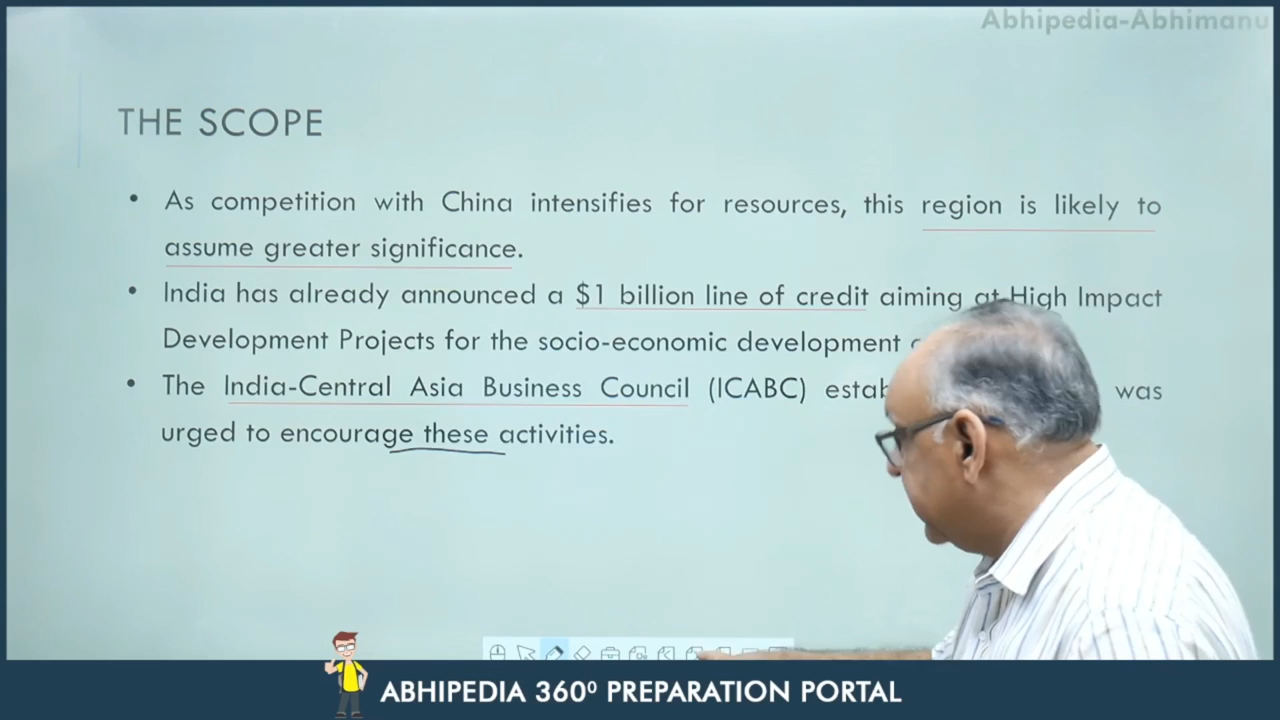 Abhipedia-Abhimanu
THE SCOPE
• As competition with China intensifies for resources, this region is likely to
assume greater significance.
• India has already announced a $1 billion line of credit aiming at High Impact
Development Projects for the socio-economic development
• The India-Central Asia Business Council (ICABC) was
urged to encourage these activities.
ABHIPEDIA 360⁰ PREPARATION PORTAL